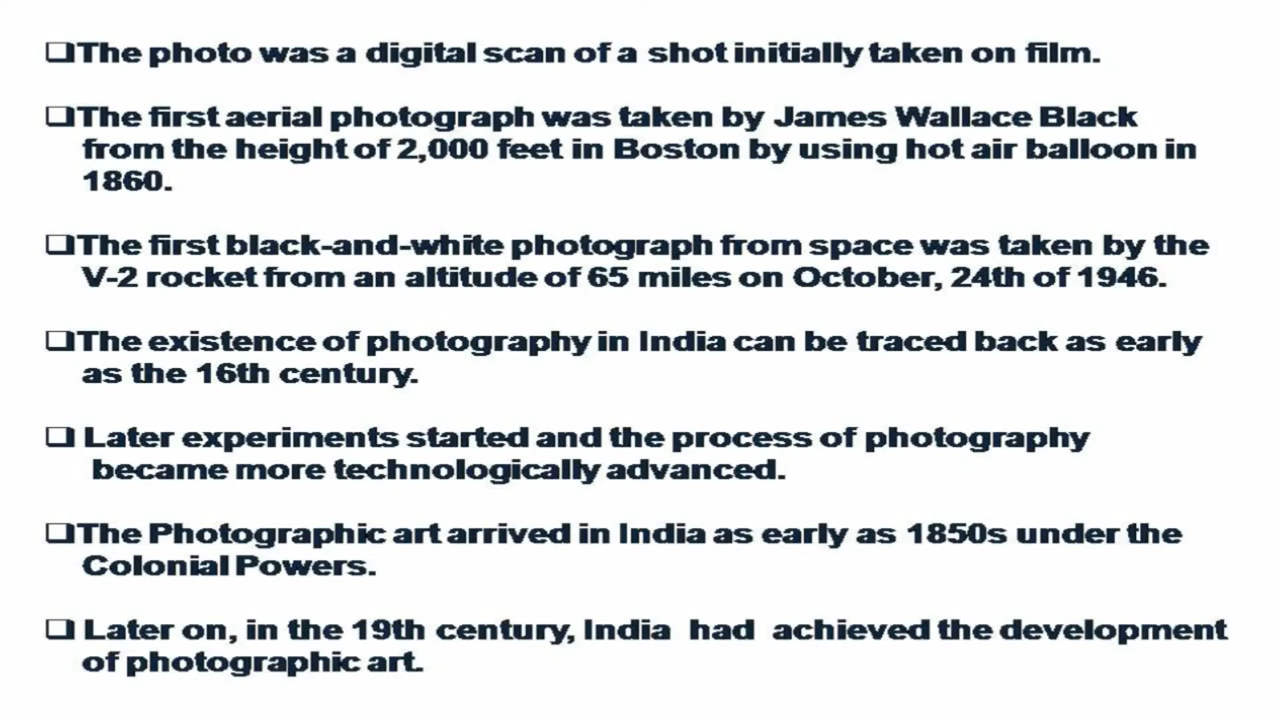 ❑The photo was a digital scan of a shot initially taken on film.
❑The first aerial photograph was taken by James Wallace Black
from the height of 2,000 feet in Boston by using hot air balloon in
1860.
❑The first black-and-white photograph from space was taken by the
V-2 rocket from an altitude of 65 miles on October, 24th of 1946.
❑The existence of photography in India can be traced back as early
as the 16th century.
❑ Later experiments started and the process of photography
became more technologically advanced.
❑The Photographic art arrived in India as early as 1850s under the
Colonial Powers.
❑ Later on, in the 19th century, India had achieved the development
of photographic art.